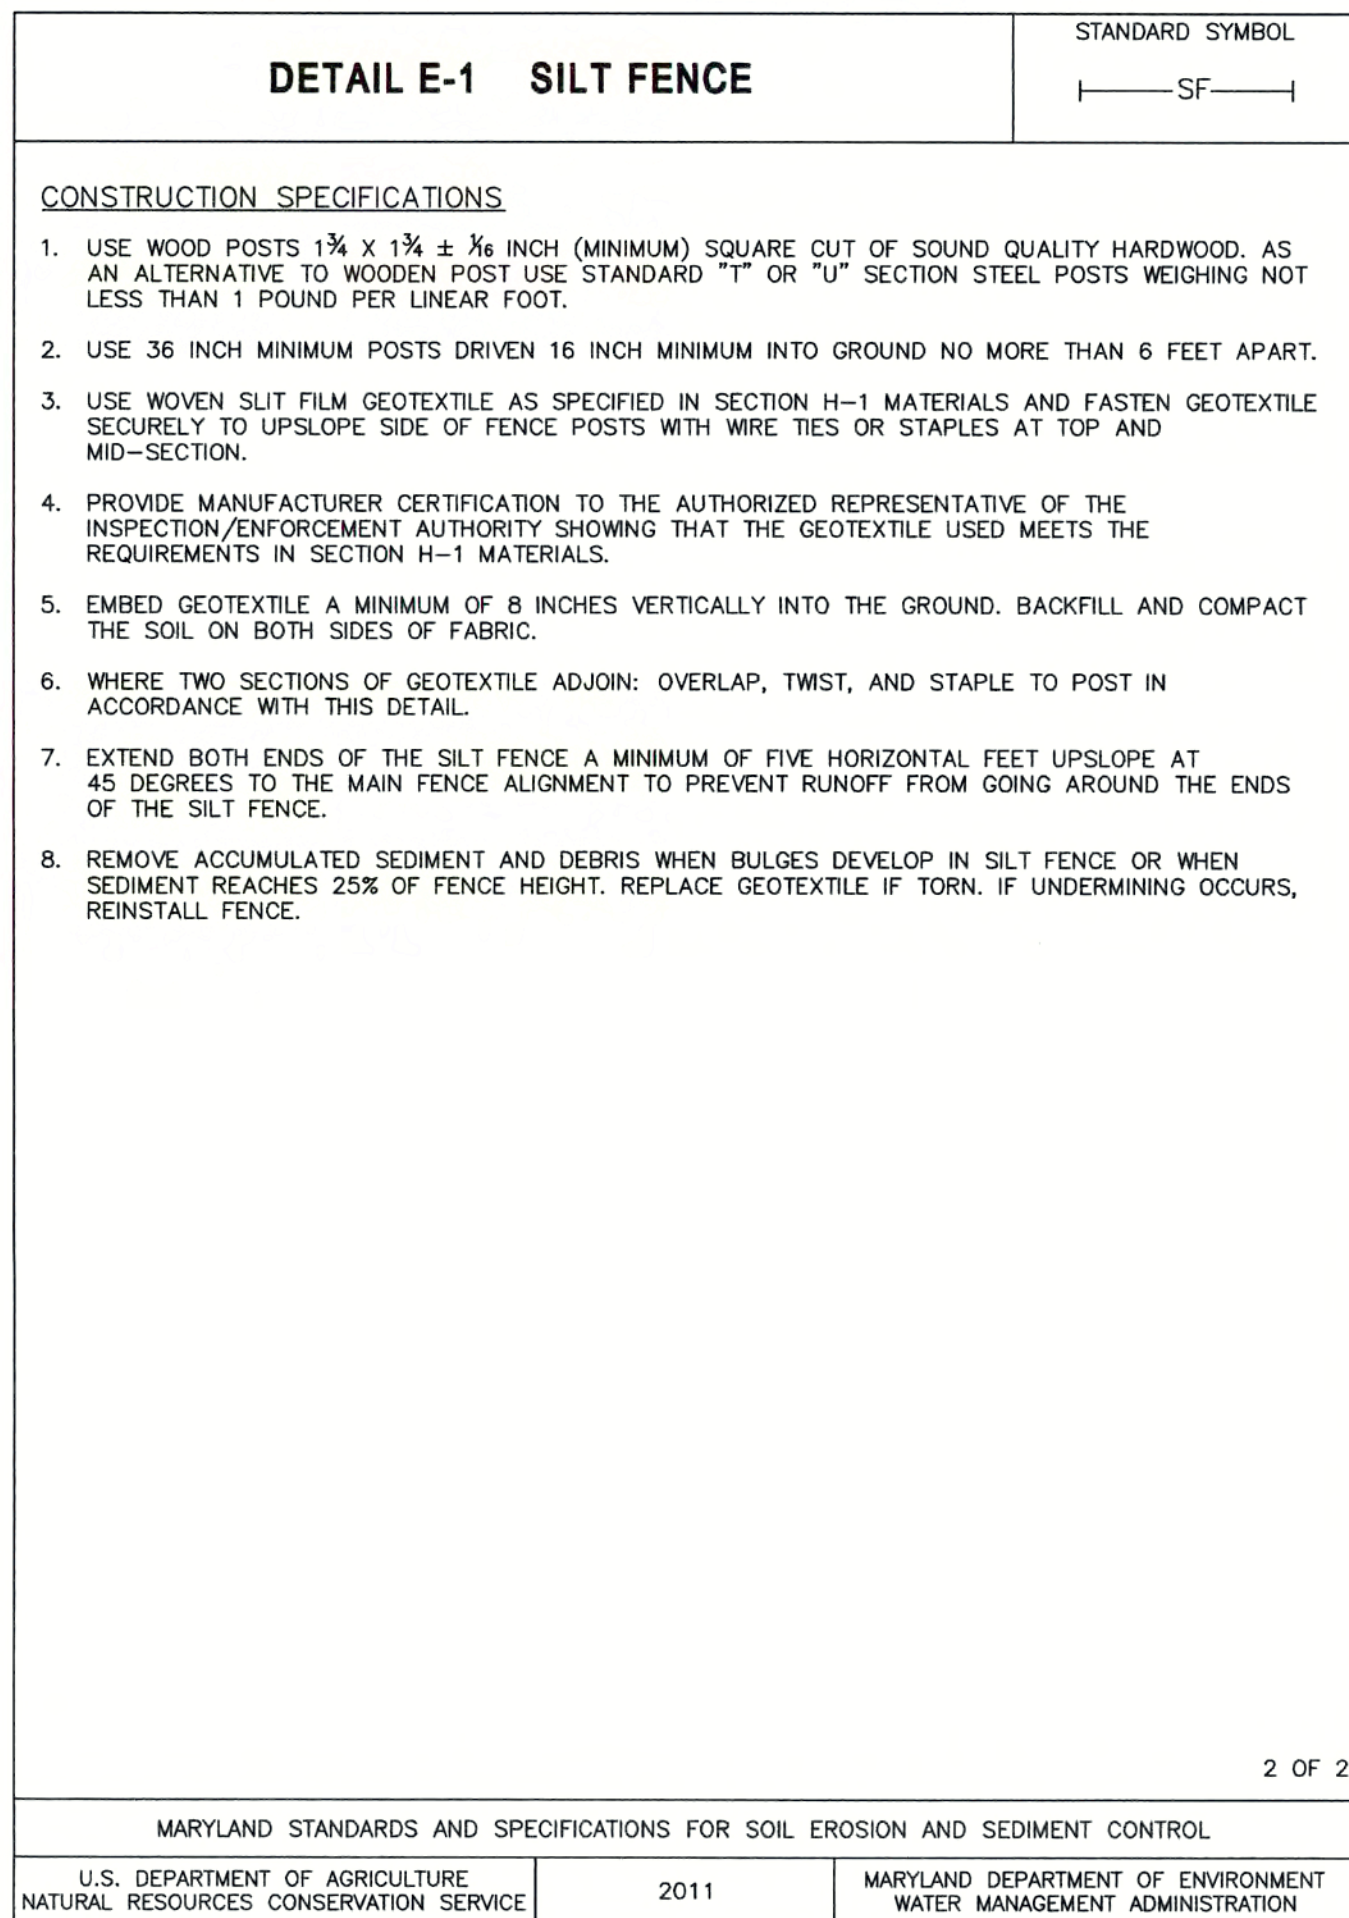 DETAIL E-1 SILT FENCE
STANDARD SYMBOL
SF
CONSTRUCTION SPECIFICATIONS
1. USE WOOD POSTS 1¾ X 1¾ ± 1⁄16 INCH (MINIMUM) SQUARE CUT OF SOUND QUALITY HARDWOOD. AS
AN ALTERNATIVE TO WOODEN POST USE STANDARD "T" OR "U" SECTION STEEL POSTS WEIGHING NOT
LESS THAN 1 POUND PER LINEAR FOOT.
2. USE 36 INCH MINIMUM POSTS DRIVEN 16 INCH MINIMUM INTO GROUND NO MORE THAN 6 FEET APART.
3. USE WOVEN SLIT FILM GEOTEXTILE AS SPECIFIED IN SECTION H-1 MATERIALS AND FASTEN GEOTEXTILE
SECURELY TO UPSLOPE SIDE OF FENCE POSTS WITH WIRE TIES OR STAPLES AT TOP AND
MID-SECTION.
4. PROVIDE MANUFACTURER CERTIFICATION TO THE AUTHORIZED REPRESENTATIVE OF THE
INSPECTION/ENFORCEMENT AUTHORITY SHOWING THAT THE GEOTEXTILE USED MEETS THE
REQUIREMENTS IN SECTION H-1 MATERIALS.
5. EMBED GEOTEXTILE A MINIMUM OF 8 INCHES VERTICALLY INTO THE GROUND. BACKFILL AND COMPACT
THE SOIL ON BOTH SIDES OF FABRIC.
6. WHERE TWO SECTIONS OF GEOTEXTILE ADJOIN: OVERLAP, TWIST, AND STAPLE TO POST IN
ACCORDANCE WITH THIS DETAIL.
7. EXTEND BOTH ENDS OF THE SILT FENCE A MINIMUM OF FIVE HORIZONTAL FEET UPSLOPE AT
45 DEGREES TO THE MAIN FENCE ALIGNMENT TO PREVENT RUNOFF FROM GOING AROUND THE ENDS
OF THE SILT FENCE.
8. REMOVE ACCUMULATED SEDIMENT AND DEBRIS WHEN BULGES DEVELOP IN SILT FENCE OR WHEN
SEDIMENT REACHES 25% OF FENCE HEIGHT. REPLACE GEOTEXTILE IF TORN. IF UNDERMINING OCCURS,
REINSTALL FENCE.
2 OF 2
MARYLAND STANDARDS AND SPECIFICATIONS FOR SOIL EROSION AND SEDIMENT CONTROL
U.S. DEPARTMENT OF AGRICULTURE
NATURAL RESOURCES CONSERVATION SERVICE
2011
MARYLAND DEPARTMENT OF ENVIRONMENT
WATER MANAGEMENT ADMINISTRATION